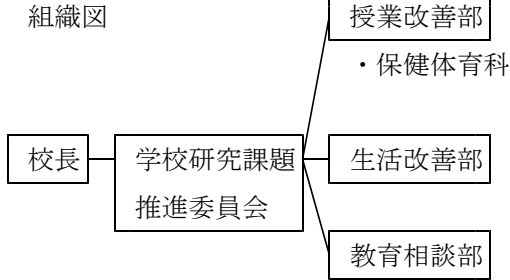 組織図
授業改善部
・保健体育科
校長
学校研究課題
推進委員会
生活改善部
教育相談部